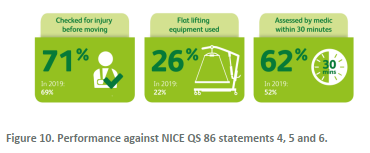 Checked for injury
before moving
71%
In 2019:
69%
Flat lifting
equipment used
26%
In 2019:
22%
Assessed by medic
within 30 minutes
62%
30
mins
In 2019:
52%
Figure 10. Performance against NICE QS 86 statements 4, 5 and 6.